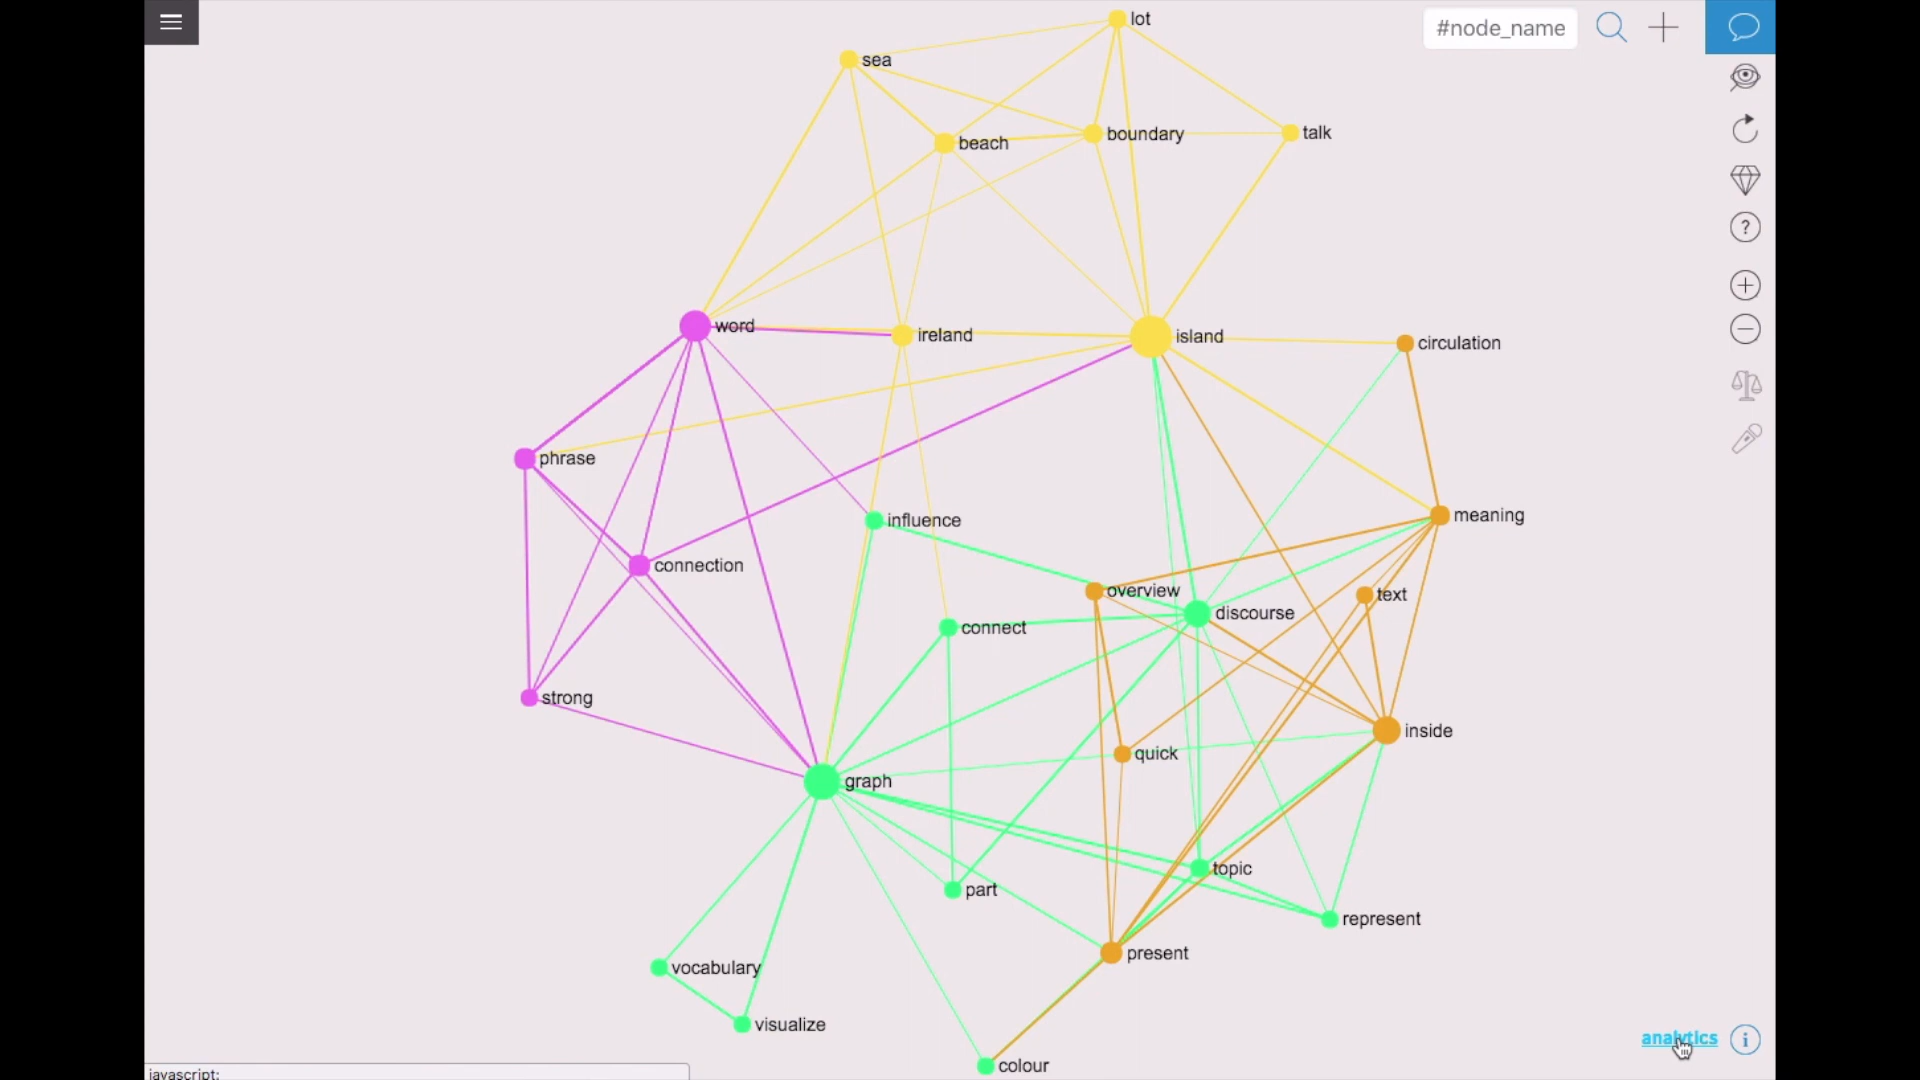 lot
#node_name
sea
beach
boundary
talk
?
word
ireland
island
circulation
phrase
influence
meaning
connection
overview
text
discourse
connect
strong
inside
quick
graph
topic
part
represent
present
vocabulary
visualize
analytics
i
colour
javascript: